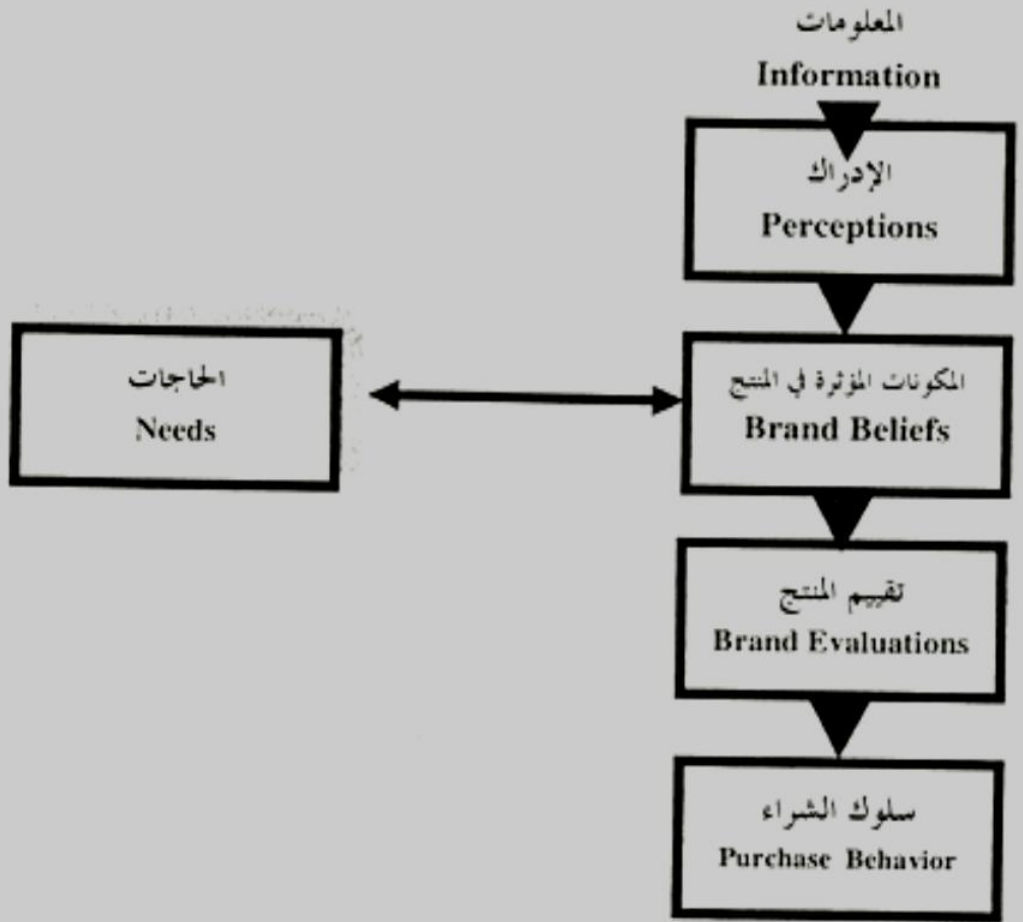 المعلومات
Information
الإدراك
Perceptions
الحاجات
Needs
المكونات المؤثرة في المنتج
Brand Beliefs
تقييم المنتج
Brand Evaluations
سلوك الشراء
Purchase Behavior